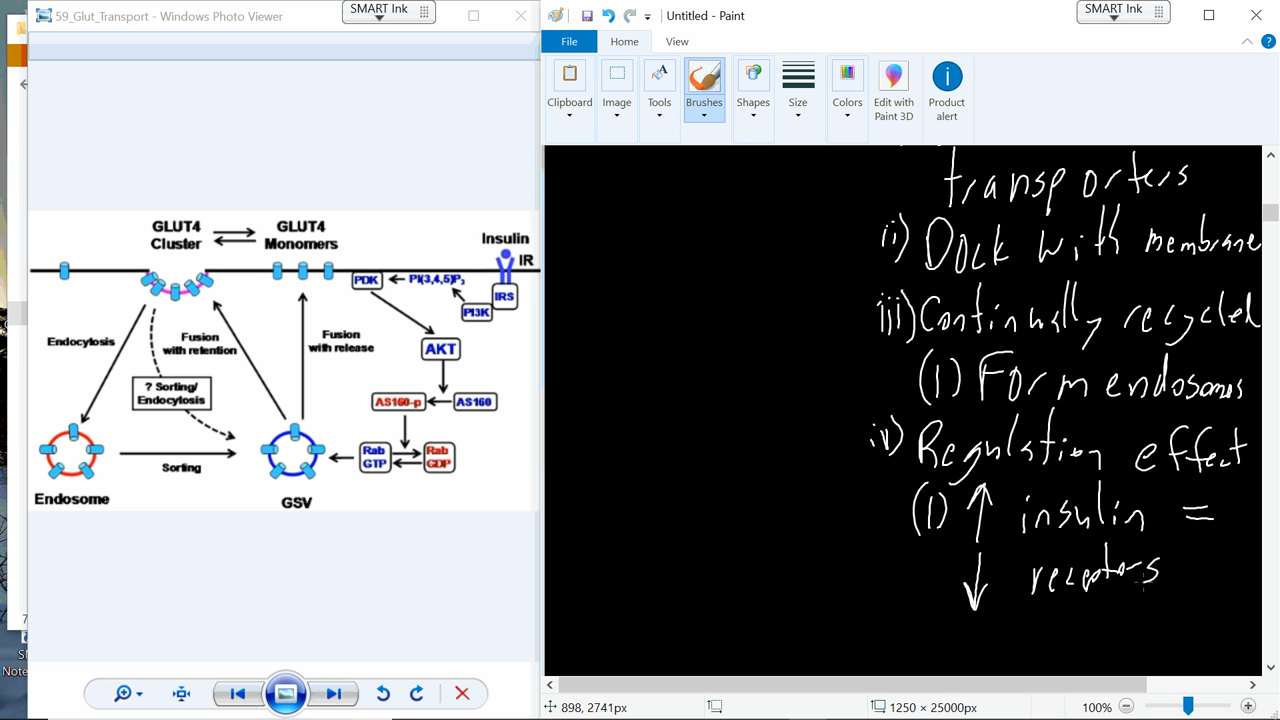 59_Glut_Transport - Windows Photo Viewer
SMART Ink
GLUT4
Cluster
GLUT4
Monomers
Insulin
IR
PDK
PI(3,4,5)P3
IRS
PI3K
Endocytosis
Fusion
with retention
Fusion
with release
AKT
? Sorting/
Endocytosis
AS160-p
AS160
Rab
GTP
Rab
GDP
Sorting
Endosome
GSV
Untitled - Paint
SMART Ink
File
Home
View
Clipboard
Image
Tools
Brushes
Shapes
Size
Colors
Edit with
Paint 3D
Product
alert
transporters
ii) Dock with membrane
iii) Continually recycled
(1) Form endosomes
iv) Regulation effect
(1) ↑ insulin =
↓ receptors
898, 2741px
1250 × 25000px
100%